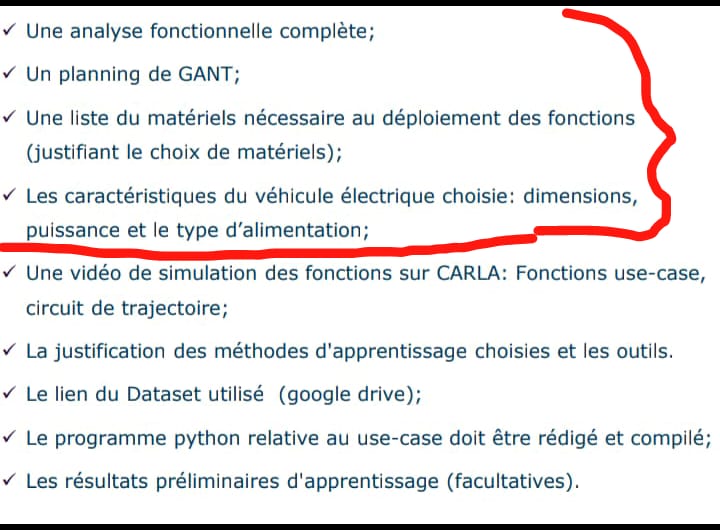 ✓ Une analyse fonctionnelle complète;
✓ Un planning de GANT;
✓ Une liste du matériels nécessaire au déploiement des fonctions
(justifiant le choix de matériels);
✓ Les caractéristiques du véhicule électrique choisie: dimensions,
puissance et le type d’alimentation;
✓ Une vidéo de simulation des fonctions sur CARLA: Fonctions use-case,
circuit de trajectoire;
✓ La justification des méthodes d'apprentissage choisies et les outils.
✓ Le lien du Dataset utilisé (google drive);
✓ Le programme python relative au use-case doit être rédigé et compilé;
✓ Les résultats préliminaires d'apprentissage (facultatives).